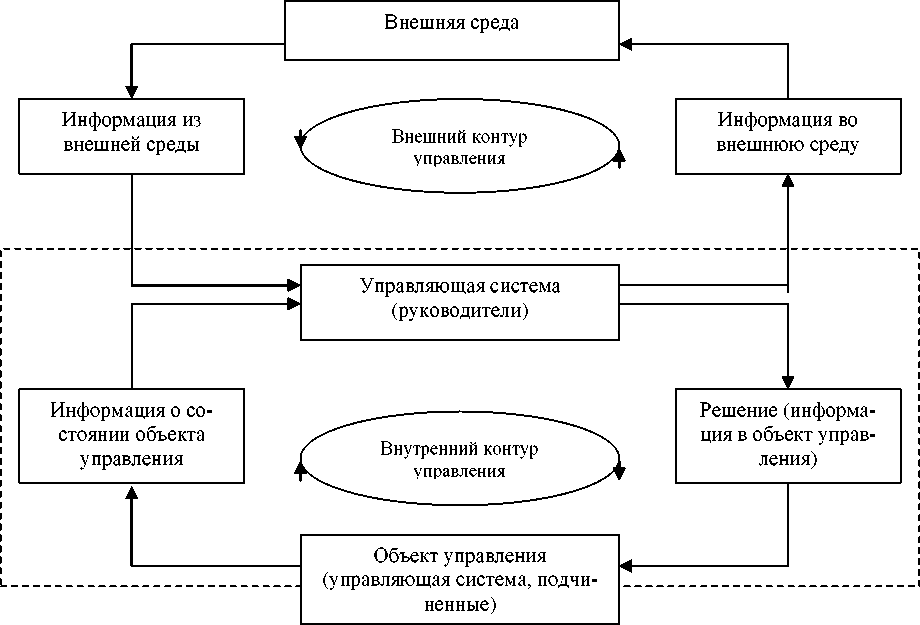 Внешняя среда
Информация из
внешней среды
Внешний контур
управления
Информация во
внешнюю среду
Управляющая система
(руководители)
Информация о со-
стоянии объекта
управления
Внутренний контур
управления
Решение (информа-
ция в объект управ-
ления)
Объект управления
(управляющая система, подчи-
ненные)